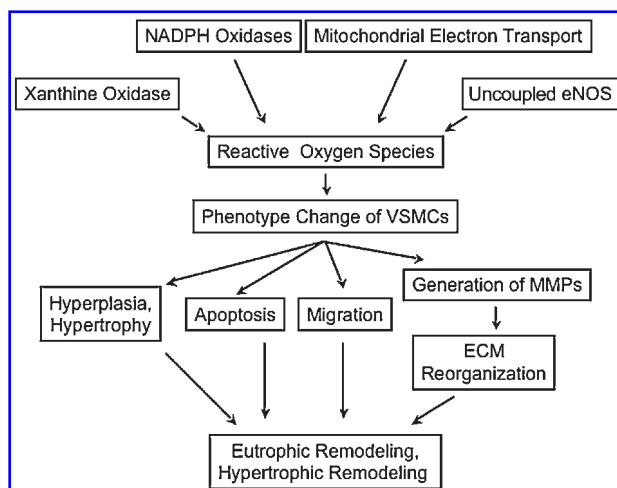 NADPH Oxidases
Mitochondrial Electron Transport
Xanthine Oxidase
Uncoupled eNOS
Reactive Oxygen Species
Phenotype Change of VSMCs
Hyperplasia,
Hypertrophy
Apoptosis
Migration
Generation of MMPs
ECM
Reorganization
Eutrophic Remodeling,
Hypertrophic Remodeling